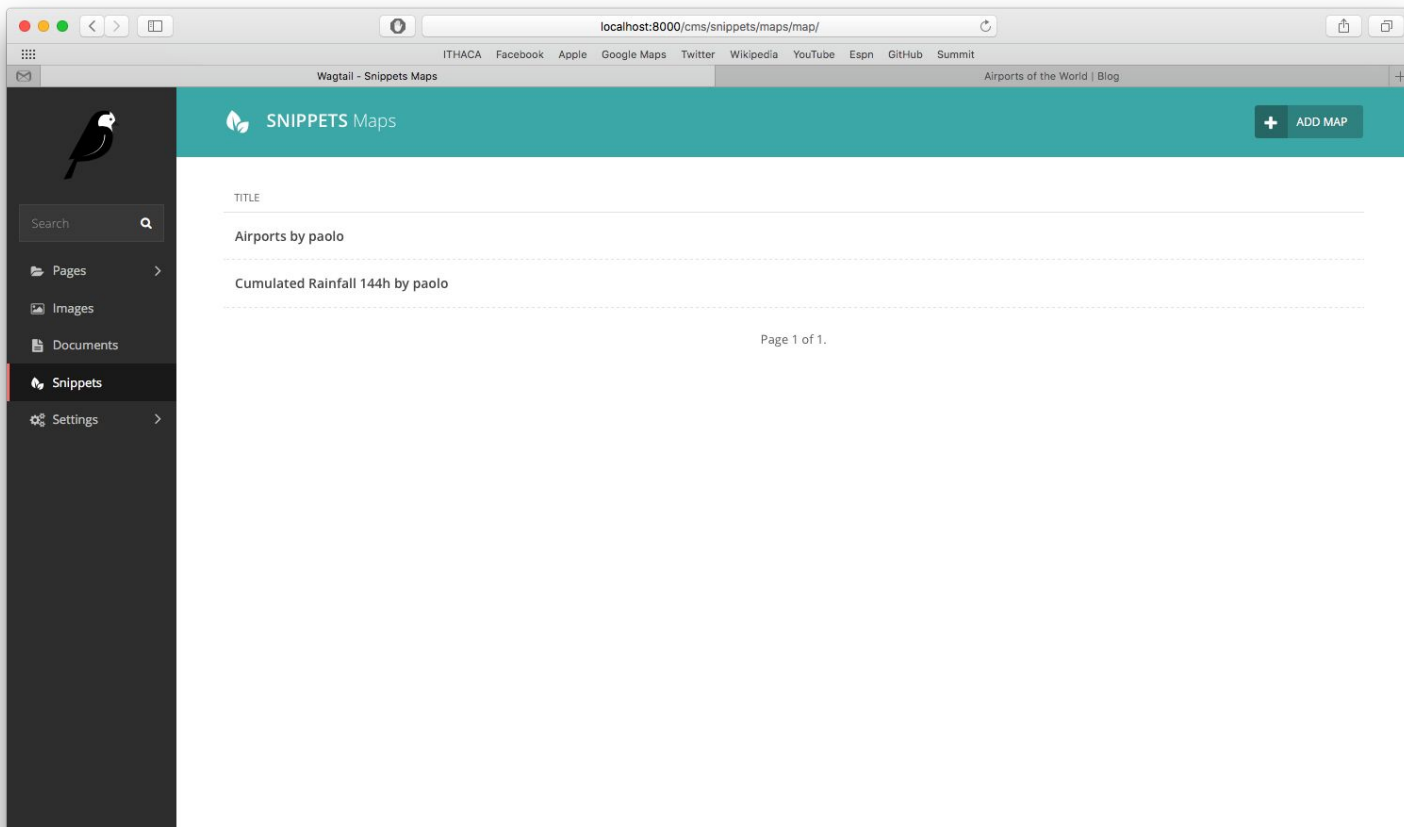 localhost:8000/cms/snippets/maps/map/
ITHACA Facebook Apple Google Maps Twitter Wikipedia YouTube Espn GitHub Summit
Wagtail - Snippets Maps
Airports of the World | Blog
SNIPPETS Maps
ADD MAP
Search
Pages
Images
Documents
Snippets
Settings
TITLE
Airports by paolo
Cumulated Rainfall 144h by paolo
Page 1 of 1.